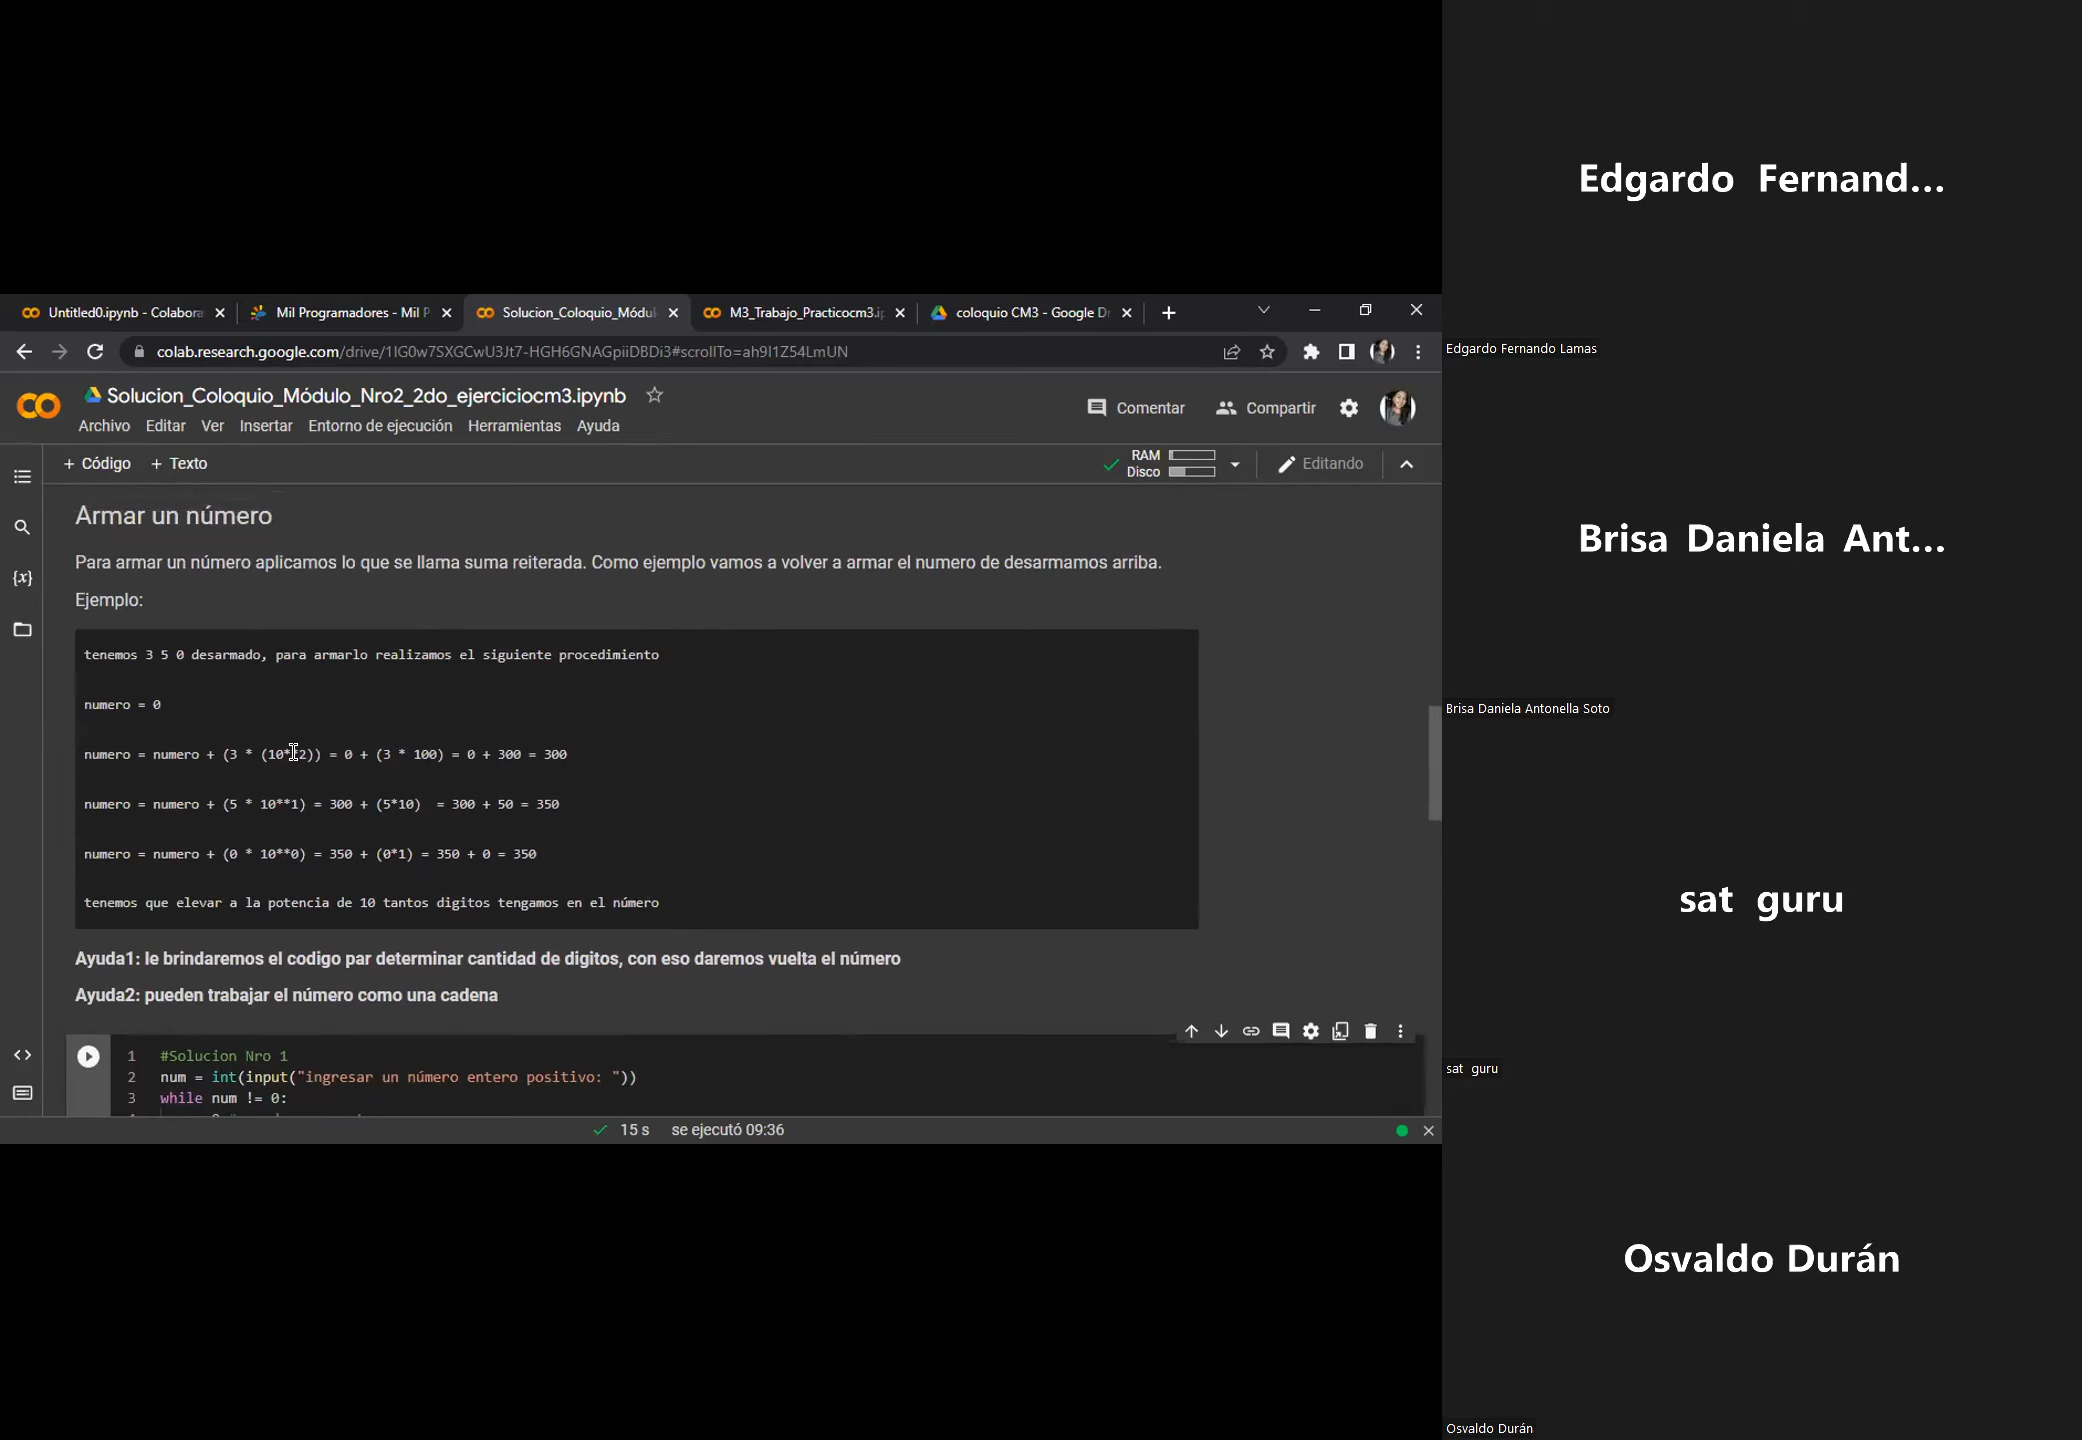 Untitled0.ipynb - Colabora
Mil Programadores - Mil P
Solucion_Coloquio_Módul
M3_Trabajo_Practicocm3.i
coloquio CM3 - Google Dr
colab.research.google.com/drive/1IG0w7SXGCwU3Jt7-HGH6GNAGpiiDBDi3#scrollTo=ah9I1Z54LmUN
CO
Solucion_Coloquio_Módulo_Nro2_2do_ejerciciocm3.ipynb
Comentar
Compartir
Archivo Editar Ver Insertar Entorno de ejecución Herramientas Ayuda
+ Código + Texto
RAM
Disco
Editando
Armar un número
Para armar un número aplicamos lo que se llama suma reiterada. Como ejemplo vamos a volver a armar el numero de desarmamos arriba.
Ejemplo:
tenemos 3 5 0 desarmado, para armarlo realizamos el siguiente procedimiento
numero = 0
numero = numero + (3 * (10**2)) = 0 + (3 * 100) = 0 + 300 = 300
numero = numero + (5 * 10**1) = 300 + (5*10)  = 300 + 50 = 350
numero = numero + (0 * 10**0) = 350 + (0*1) = 350 + 0 = 350
tenemos que elevar a la potencia de 10 tantos digitos tengamos en el número
Ayuda1: le brindaremos el codigo par determinar cantidad de digitos, con eso daremos vuelta el número
Ayuda2: pueden trabajar el número como una cadena
1 #Solucion Nro 1
2 num = int(input("ingresar un número entero positivo: "))
3 while num != 0:
15 s se ejecutó 09:36
Edgardo Fernand...
Edgardo Fernando Lamas
Brisa Daniela Ant...
Brisa Daniela Antonella Soto
sat guru
sat guru
Osvaldo Durán
Osvaldo Durán